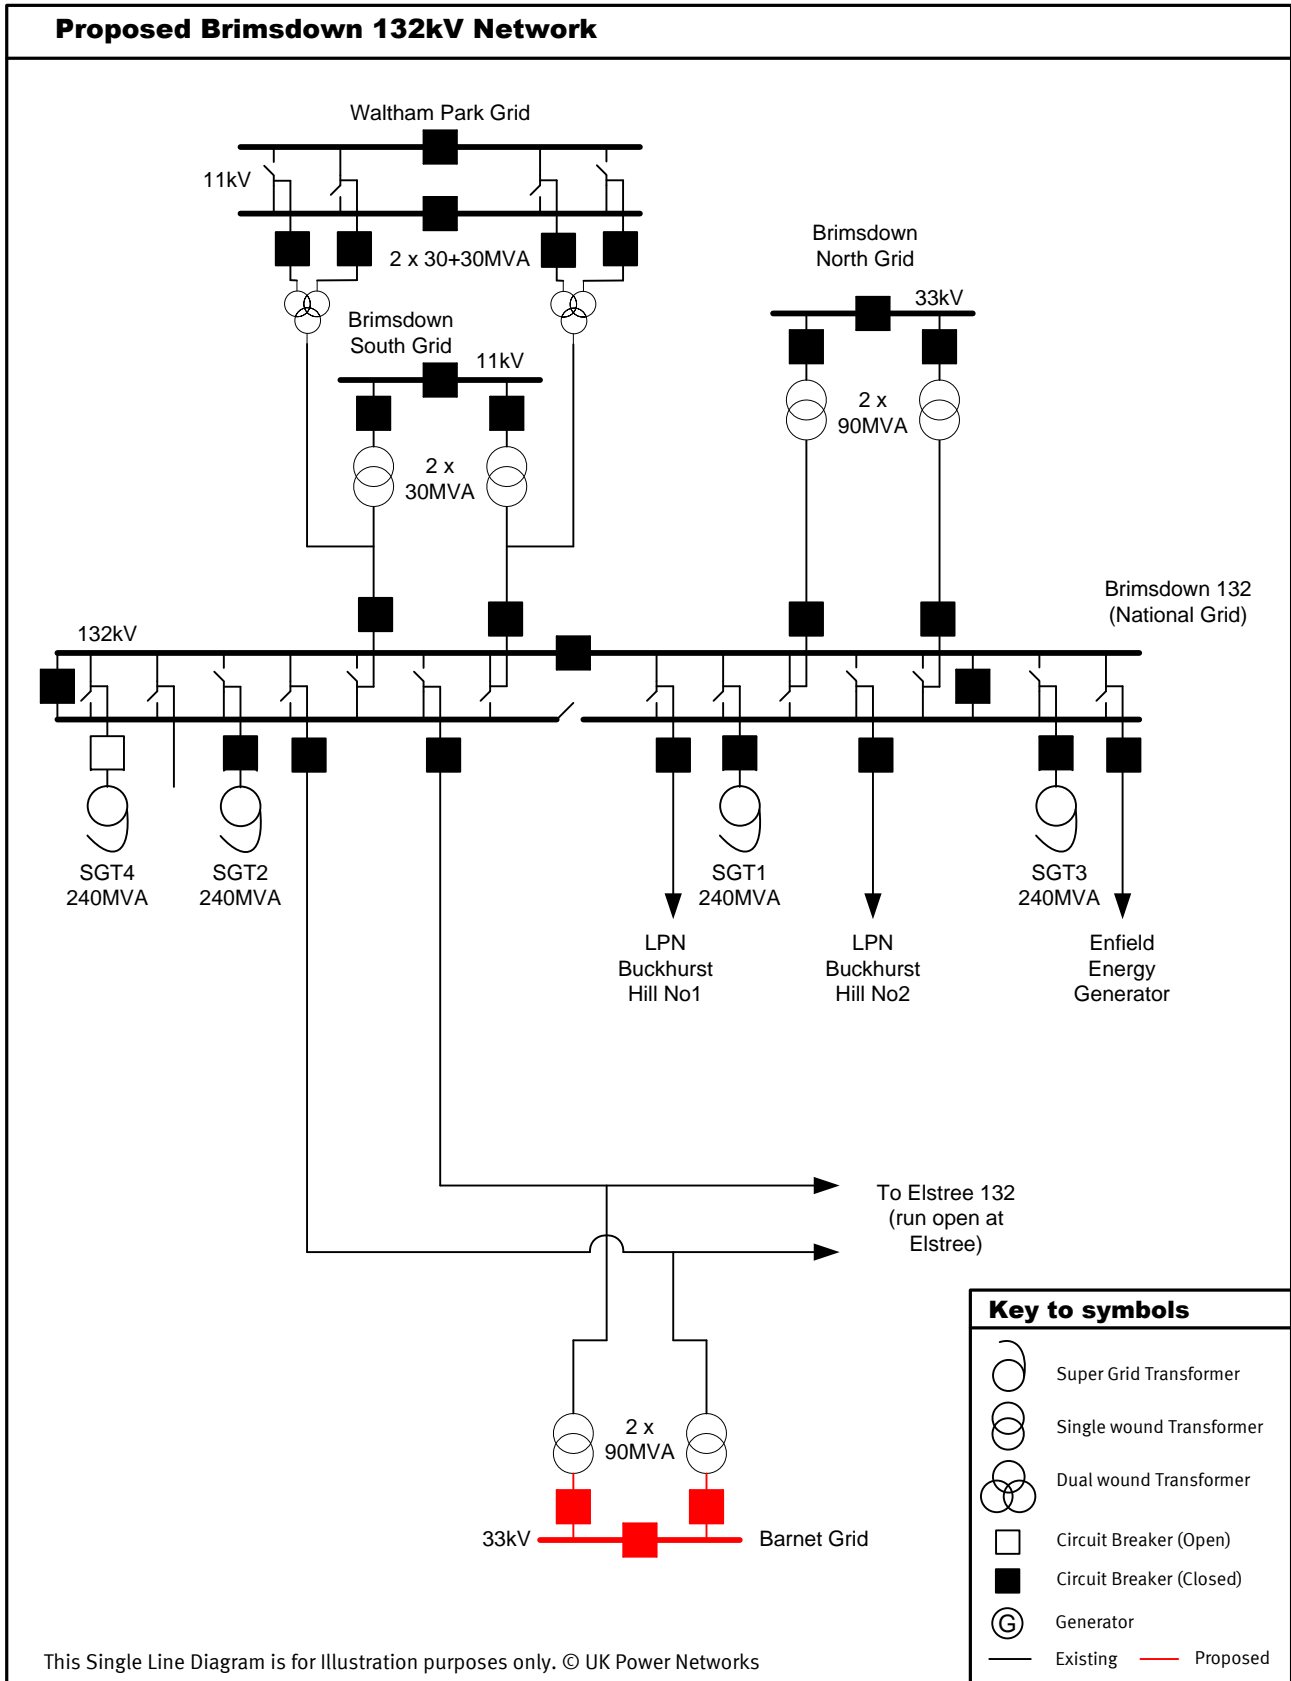 Proposed Brimsdown 132kV Network
Waltham Park Grid
11kV
2 x 30+30MVA
Brimsdown
North Grid
33kV
Brimsdown
South Grid
11kV
2 x
90MVA
2 x
30MVA
Brimsdown 132
(National Grid)
132kV
SGT4
240MVA
SGT2
240MVA
SGT1
240MVA
SGT3
240MVA
LPN
Buckhurst
Hill No1
LPN
Buckhurst
Hill No2
Enfield
Energy
Generator
To Elstree 132
(run open at
Elstree)
2 x
90MVA
33kV
Barnet Grid
Key to symbols
Super Grid Transformer
Single wound Transformer
Dual wound Transformer
Circuit Breaker (Open)
Circuit Breaker (Closed)
G
Generator
Existing
Proposed
This Single Line Diagram is for Illustration purposes only. © UK Power Networks